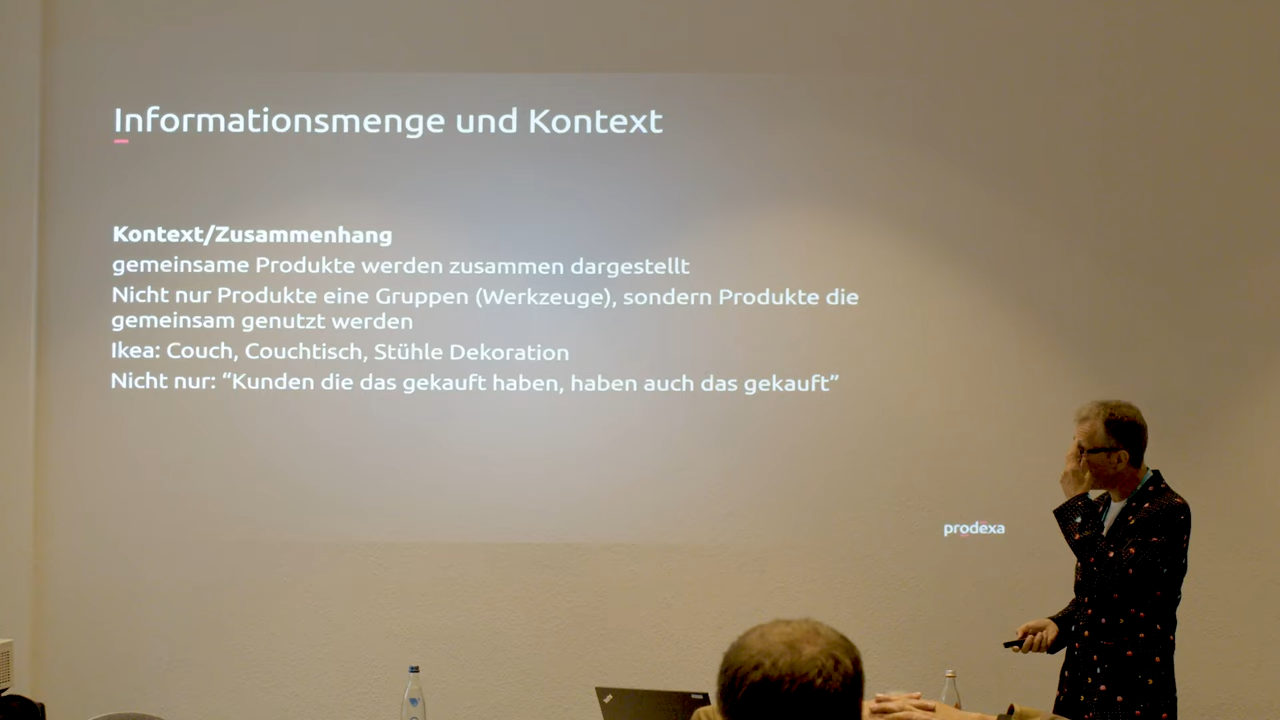 Informationsmenge und Kontext
Kontext/Zusammenhang
gemeinsame Produkte werden zusammen dargestellt
Nicht nur Produkte eine Gruppen (Werkzeuge), sondern Produkte die
gemeinsam genutzt werden
Ikea: Couch, Couchtisch, Stühle Dekoration
Nicht nur: “Kunden die das gekauft haben, haben auch das gekauft”
prodexa